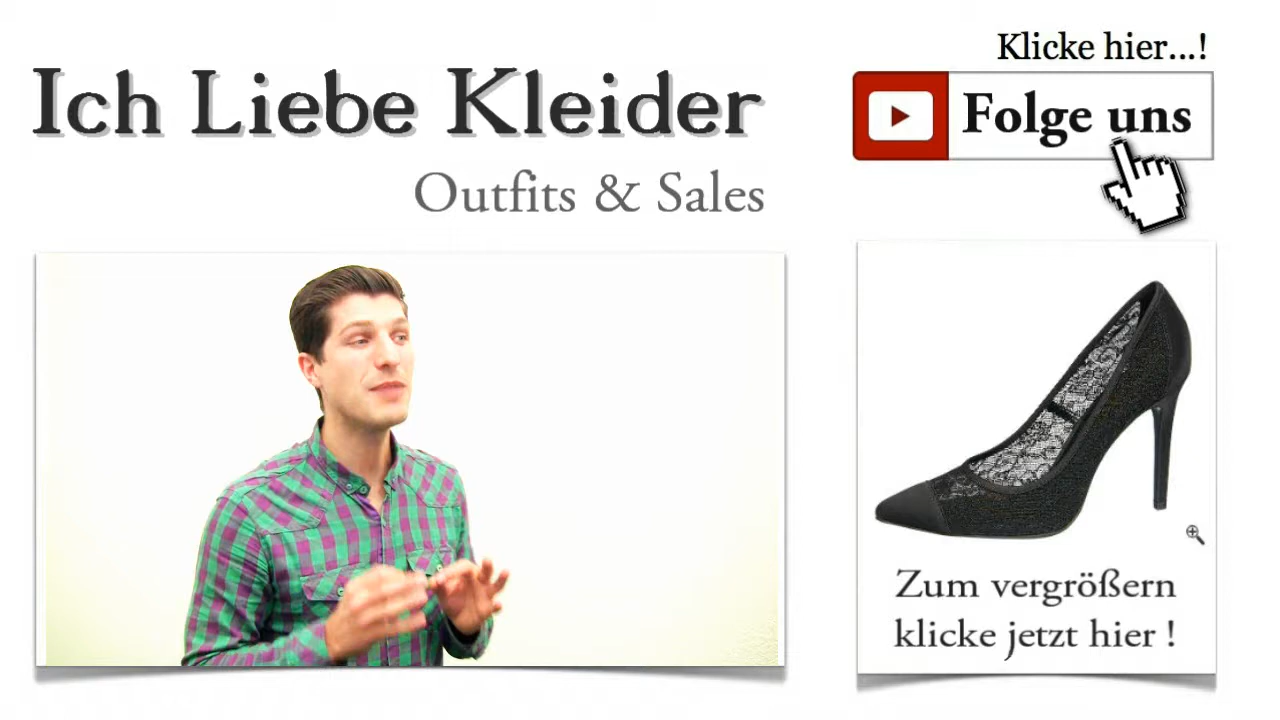 Ich Liebe Kleider
Outfits & Sales
Klicke hier...!
Folge uns
Zum vergrößern
klicke jetzt hier !